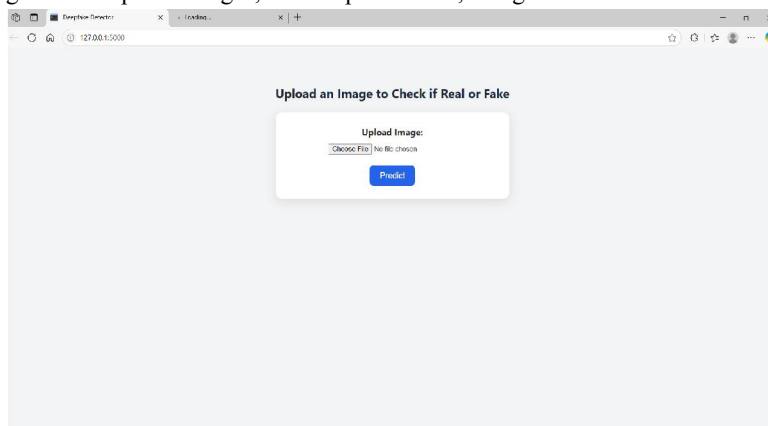 Deepfake Detector
Loading...
127.0.0.1:5000
Upload an Image to Check if Real or Fake
Upload Image:
Choose File No file chosen
Predict